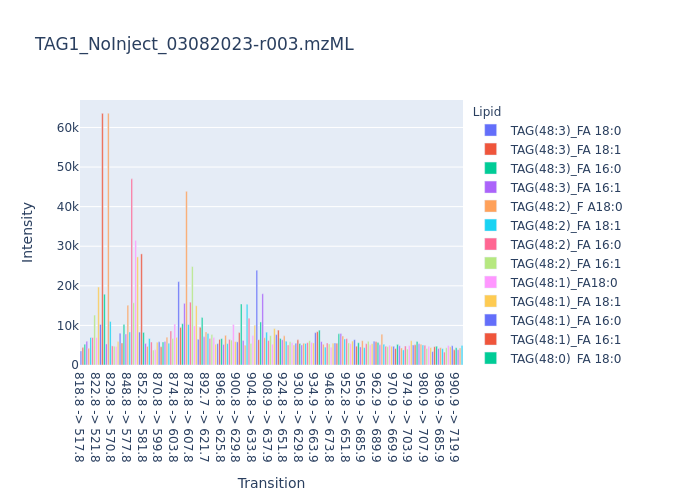 TAG1_NoInject_03082023-r003.mzML
Lipid
TAG(48:3)_FA 18:0
TAG(48:3)_FA 18:1
TAG(48:3)_FA 16:0
TAG(48:3)_FA 16:1
TAG(48:2)_F A18:0
TAG(48:2)_FA 18:1
TAG(48:2)_FA 16:0
TAG(48:2)_FA 16:1
TAG(48:1)_FA18:0
TAG(48:1)_FA 18:1
TAG(48:1)_FA 16:0
TAG(48:1)_FA 16:1
TAG(48:0)_FA 18:0
Intensity
60k
50k
40k
30k
20k
10k
0
818.8 -> 517.8
822.8 -> 521.8
829.8 -> 570.8
848.8 -> 577.8
852.8 -> 581.8
870.8 -> 599.8
874.8 -> 603.8
878.8 -> 607.8
892.7 -> 621.7
896.8 -> 625.8
900.8 -> 629.8
904.8 -> 633.8
908.8 -> 637.9
924.8 -> 651.8
930.8 -> 629.8
934.9 -> 663.9
946.8 -> 673.8
952.8 -> 651.8
956.9 -> 685.9
962.9 -> 689.9
970.9 -> 669.9
974.9 -> 703.9
980.8 -> 707.9
986.9 -> 685.9
990.9 -> 719.9
Transition